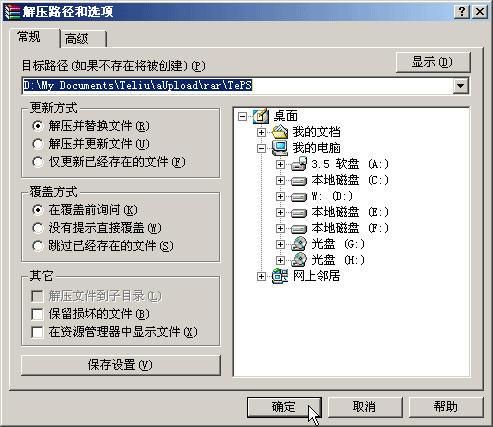 解压路径和选项
常规 高级
目标路径(如果不存在将被创建)(P)
显示(D)
D:\My Documents\Teliu\aUpload\rar\TePS
更新方式
解压并替换文件(R)
解压并更新文件(U)
仅更新已经存在的文件(F)
覆盖方式
在覆盖前询问(K)
没有提示直接覆盖(W)
跳过已经存在的文件(S)
其它
解压文件到子目录(L)
保留损坏的文件(B)
在资源管理器中显示文件(X)
保存设置(V)
桌面
我的文档
我的电脑
3.5 软盘 (A:)
本地磁盘 (C:)
W: (D:)
本地磁盘 (E:)
本地磁盘 (F:)
光盘 (G:)
光盘 (H:)
网上邻居
确定 取消 帮助